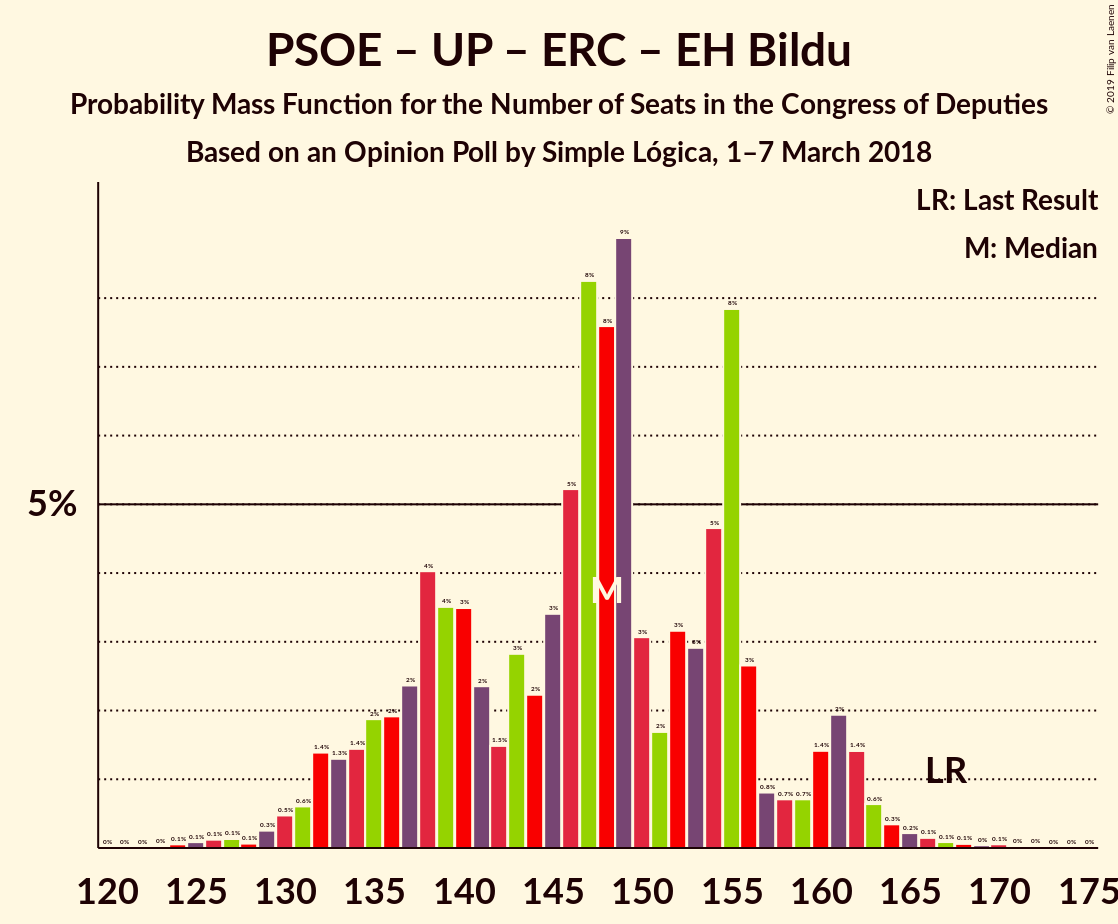 PSOE – UP – ERC – EH Bildu
Probability Mass Function for the Number of Seats in the Congress of Deputies
Based on an Opinion Poll by Simple Lógica, 1–7 March 2018
© 2019 Filip van Laenen
LR: Last Result
M: Median
5%
0% 0% 0% 0% 0.1% 0.1% 0.1% 0.1% 0.1% 0.3% 0.5% 0.6% 1.4% 1.3% 1.4% 2% 2% 2% 4% 4% 3% 2% 1.5% 3% 2% 3% 5% 8% 8% 9% 3% 2% 3% 3% 5% 8% 3% 0.8% 0.7% 0.7% 1.4% 2% 1.4% 0.6% 0.3% 0.2% 0.1% 0.1% 0.1% 0% 0.1% 0% 0% 0% 0% 0%
M
LR
120 125 130 135 140 145 150 155 160 165 170 175